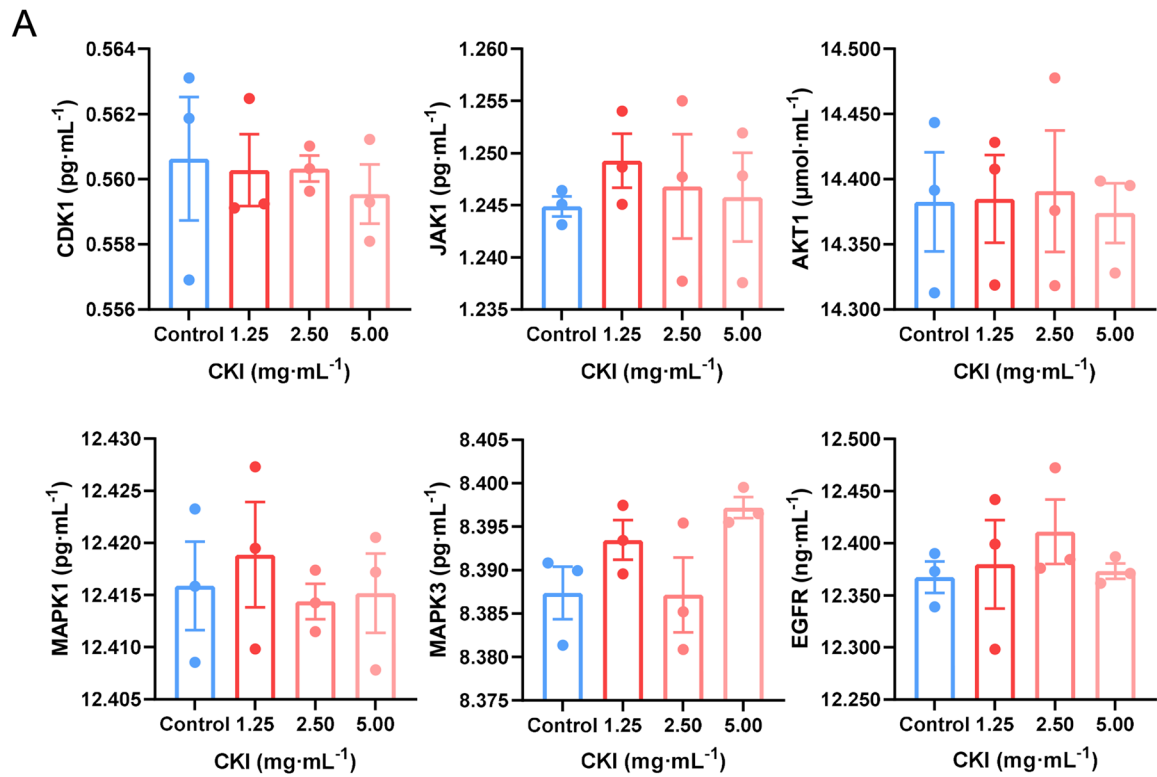 A
CDK1 (pg·mL⁻¹)
0.564
0.562
0.560
0.558
0.556
Control 1.25 2.50 5.00
CKI (mg·mL⁻¹)
JAK1 (pg·mL⁻¹)
1.260
1.255
1.250
1.245
1.240
1.235
Control 1.25 2.50 5.00
CKI (mg·mL⁻¹)
AKT1 (μmol·mL⁻¹)
14.500
14.450
14.400
14.350
14.300
Control 1.25 2.50 5.00
CKI (mg·mL⁻¹)
MAPK1 (pg·mL⁻¹)
12.430
12.425
12.420
12.415
12.410
12.405
Control 1.25 2.50 5.00
CKI (mg·mL⁻¹)
MAPK3 (pg·mL⁻¹)
8.405
8.400
8.395
8.390
8.385
8.380
8.375
Control 1.25 2.50 5.00
CKI (mg·mL⁻¹)
EGFR (ng·mL⁻¹)
12.500
12.450
12.400
12.350
12.300
12.250
Control 1.25 2.50 5.00
CKI (mg·mL⁻¹)